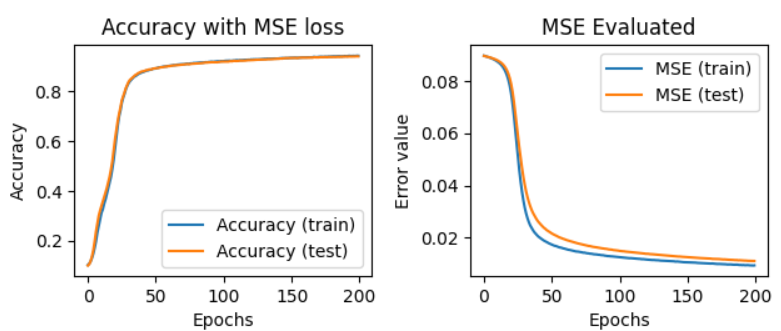 Accuracy with MSE loss
Accuracy
0.8
0.6
0.4
0.2
Accuracy (train)
Accuracy (test)
0
50
100
150
200
Epochs
MSE Evaluated
Error value
0.08
0.06
0.04
0.02
MSE (train)
MSE (test)
0
50
100
150
200
Epochs